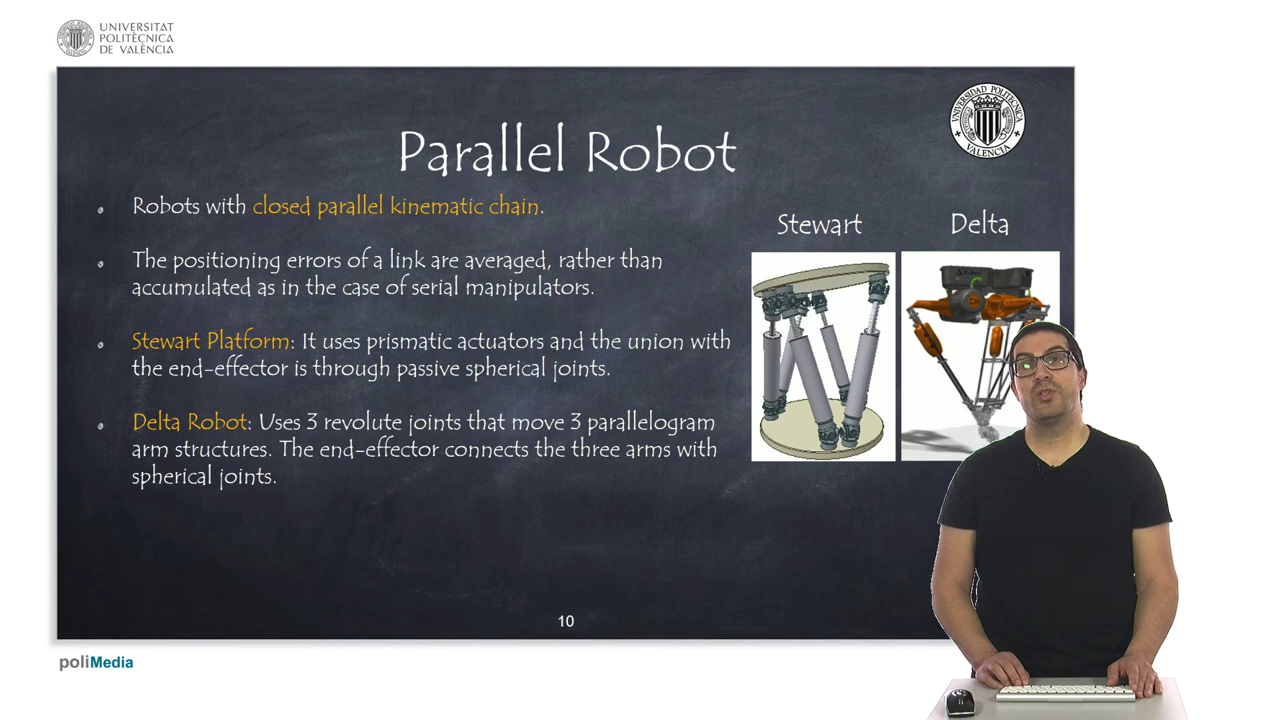 UNIVERSITAT
POLITÈCNICA
DE VALÈNCIA
UNIVERSIDAD POLITECNICA
VALENCIA
Parallel Robot
Robots with closed parallel kinematic chain.
The positioning errors of a link are averaged, rather than
accumulated as in the case of serial manipulators.
Stewart Platform: It uses prismatic actuators and the union with
the end-effector is through passive spherical joints.
Delta Robot: Uses 3 revolute joints that move 3 parallelogram
arm structures. The end-effector connects the three arms with
spherical joints.
Stewart
Delta
10
poliMedia